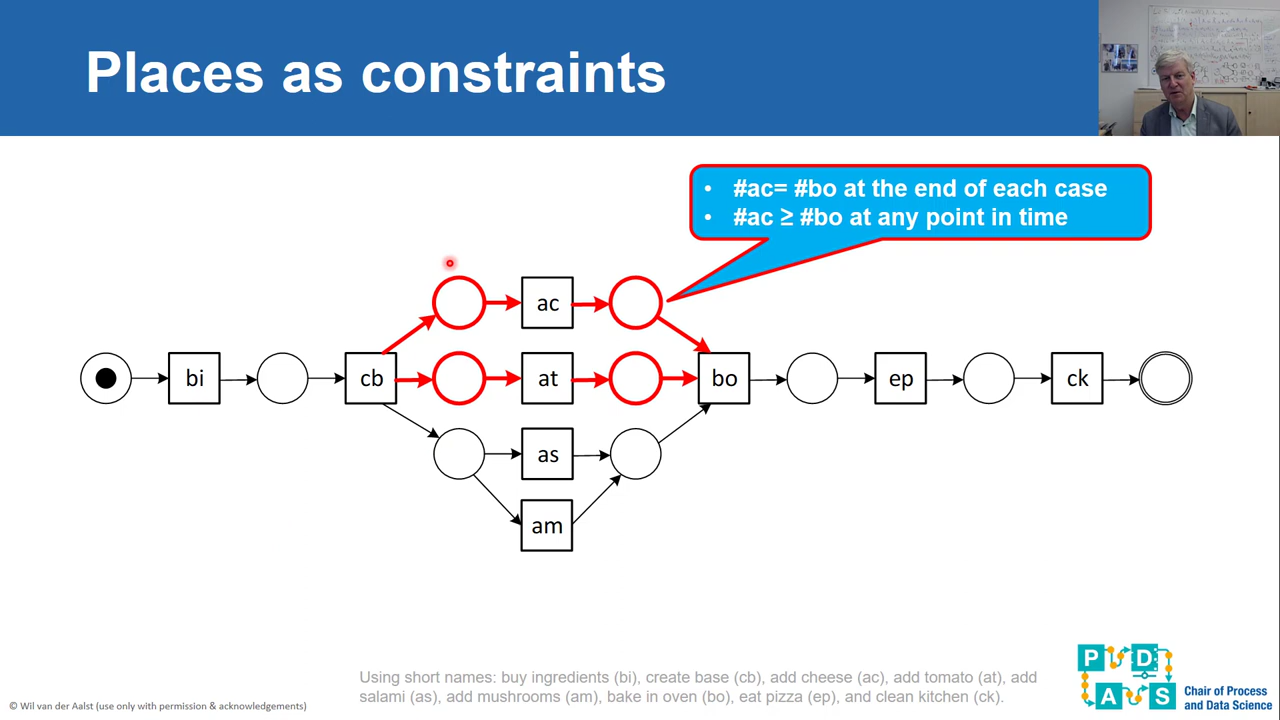 Places as constraints
• #ac= #bo at the end of each case
• #ac ≥ #bo at any point in time
ac
bi
cb
at
bo
ep
ck
as
am
Using short names: buy ingredients (bi), create base (cb), add cheese (ac), add tomato (at), add
salami (as), add mushrooms (am), bake in oven (bo), eat pizza (ep), and clean kitchen (ck).
© Wil van der Aalst (use only with permission & acknowledgements)
P D
A S
Chair of Process
and Data Science